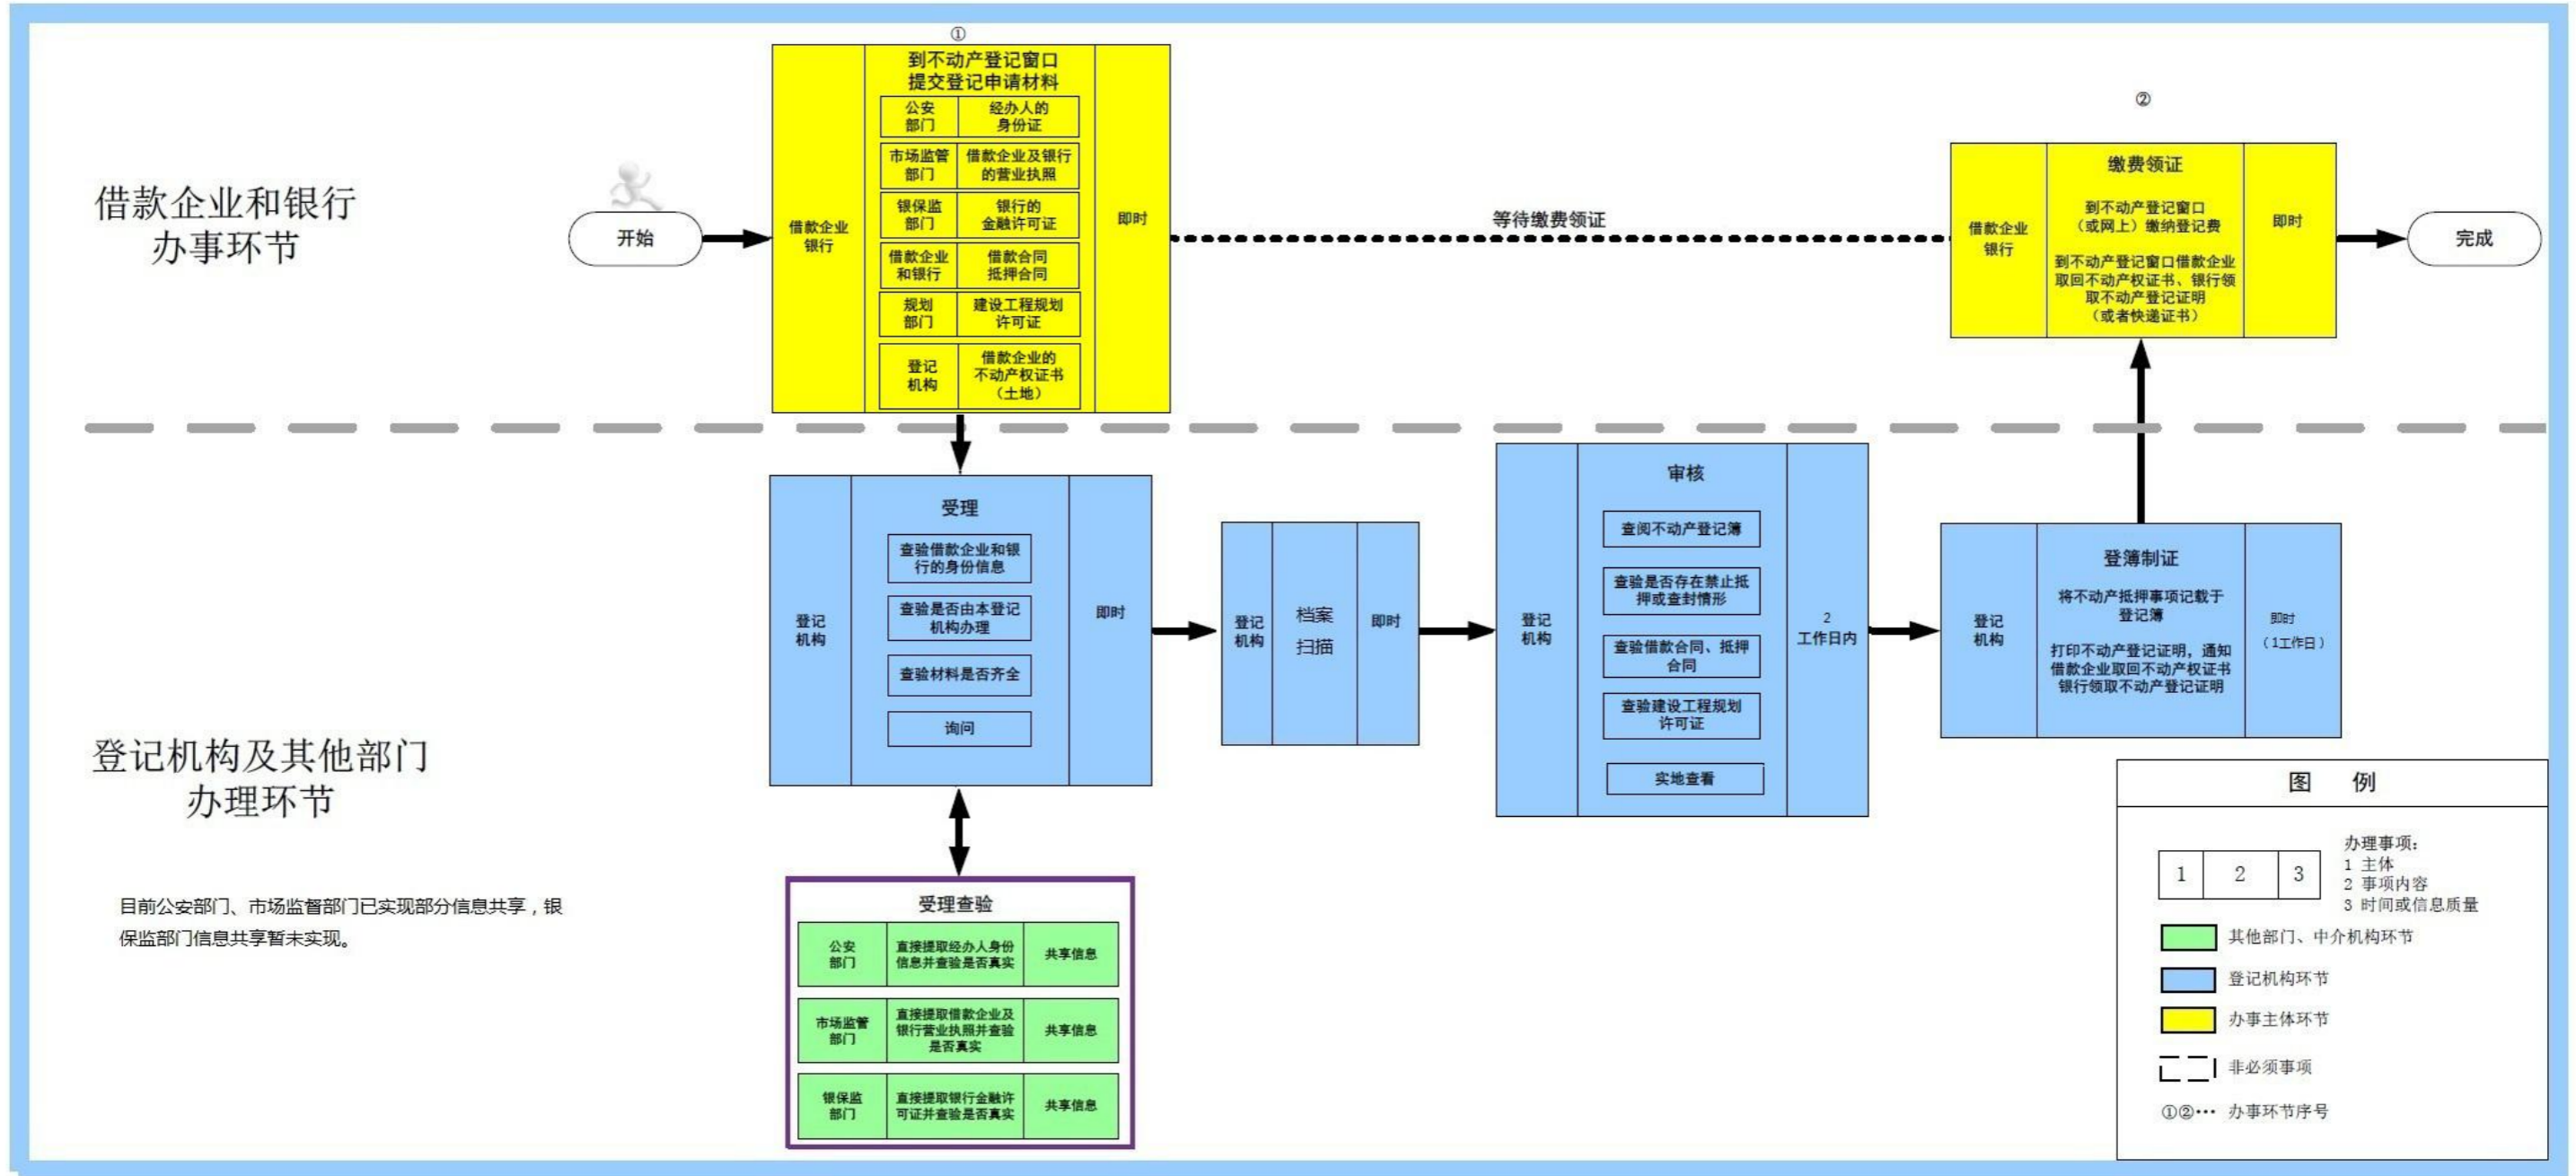 借款企业和银行
办事环节
开始
①
借款企业
银行
到不动产登记窗口
提交登记申请材料
公安
部门
经办人的
身份证
市场监管
部门
借款企业及银行
的营业执照
银保监
部门
银行的
金融许可证
借款企业
和银行
借款合同
抵押合同
规划
部门
建设工程规划
许可证
登记
机构
借款企业的
不动产权证书
（土地）
即时
等待缴费领证
②
借款企业
银行
缴费领证
到不动产登记窗口
（或网上）缴纳登记费
到不动产登记窗口借款企业
取回不动产权证书、银行领
取不动产登记证明
（或者快递证书）
即时
完成
登记机构及其他部门
办理环节
目前公安部门、市场监督部门已实现部分信息共享，银
保监部门信息共享暂未实现。
登记
机构
受理
查验借款企业和银
行的身份信息
查验是否由本登记
机构办理
查验材料是否齐全
询问
即时
登记
机构
档案
扫描
即时
登记
机构
审核
查阅不动产登记簿
查验是否存在禁止抵
押或查封情形
查验借款合同、抵押
合同
查验建设工程规划
许可证
实地查看
2
工作日内
登记
机构
登簿制证
将不动产抵押事项记载于
登记簿
打印不动产登记证明，通知
借款企业取回不动产权证书
银行领取不动产登记证明
即时
（1工作日）
受理查验
公安
部门
直接提取经办人身份
信息并查验是否真实
共享信息
市场监管
部门
直接提取借款企业及
银行营业执照并查验
是否真实
共享信息
银保监
部门
直接提取银行金融许
可证并查验是否真实
共享信息
图 例
1 2 3
办理事项：
1 主体
2 事项内容
3 时间或信息质量
其他部门、中介机构环节
登记机构环节
办事主体环节
非必须事项
①②… 办事环节序号